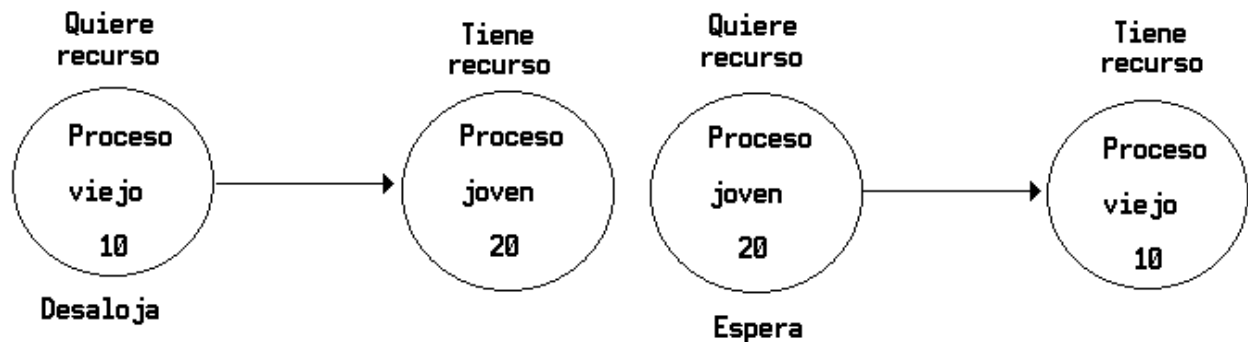 Quiere
recurso
Proceso
viejo
10
Desaloja
Tiene
recurso
Proceso
joven
20
Quiere
recurso
Proceso
joven
20
Espera
Tiene
recurso
Proceso
viejo
10